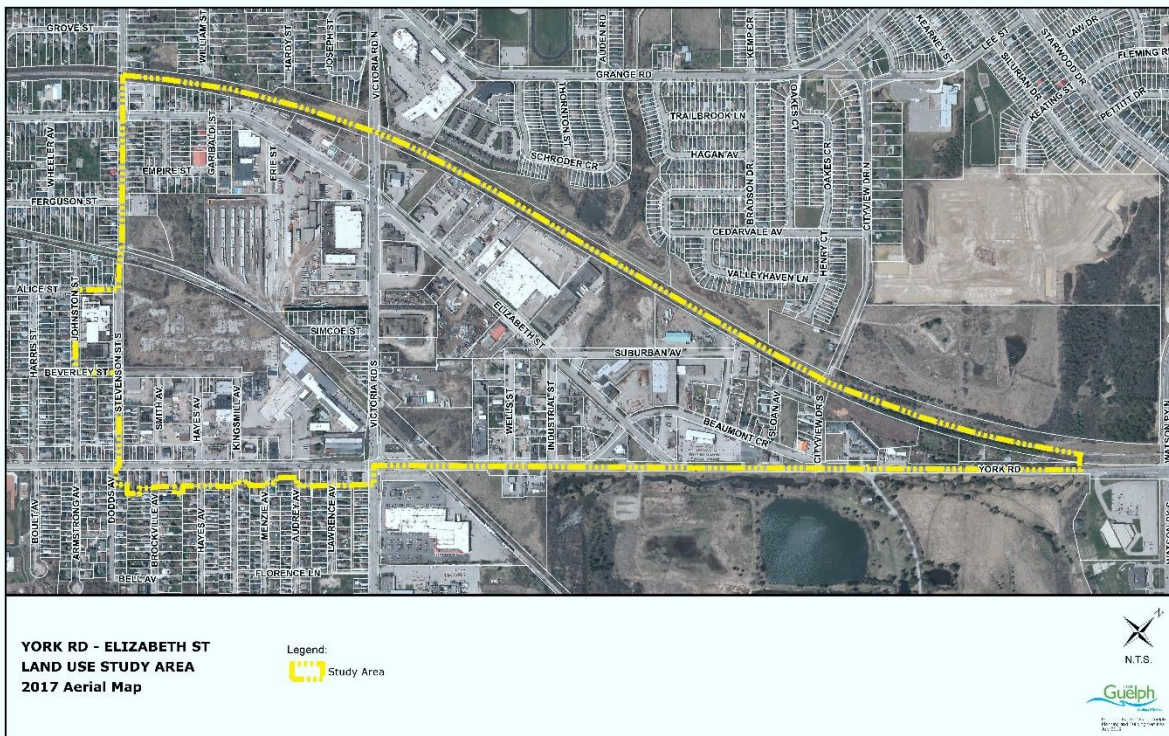 GROVE ST
WILLIAM ST
HARDY ST
JOSEPH ST
VICTORIA RD N
AUDEN RD
KEMP CR
KEARNEY ST
LEE ST
SILURIAN DR
STARWOOD DR
LAW DR
FLEMING R
GRANGE RD
KEATING ST
PETTITT DR
WHEELER AV
GARIBALDI ST
THORNTON ST
TRAILBROOK LN
OAKES CT
EMPIRE ST
ERIE ST
SCHRODER CR
HAGAN AV
BRADSON DR
OAKES CR
CITYVIEW DR N
FERGUSON ST
CEDARVALE AV
HENRY CT
VALLEYHAVEN LN
ALICE ST
JOHNSTON ST
ELIZABETH ST
SIMCOE ST
HARRIS ST
STEVENSON ST S
BEVERLEY ST
SUBURBAN AV
VICTORIA RD S
SMITH AV
HAYES AV
KINGSMILL AV
WELLS ST
INDUSTRIAL ST
SLOAN AV
BEAUMONT CR
CITYVIEW DR S
WATSON PY N
YORK RD
BOULT AV
ARMSTRONG AV
DODDS AV
BROCKVILLE AV
HAYES AV
MENZIE AV
AUDREY AV
LAWRENCE AV
BELL AV
FLORENCE LN
YORK RD - ELIZABETH ST
LAND USE STUDY AREA
2017 Aerial Map
Legend:
Study Area
N
N.T.S.
Guelph